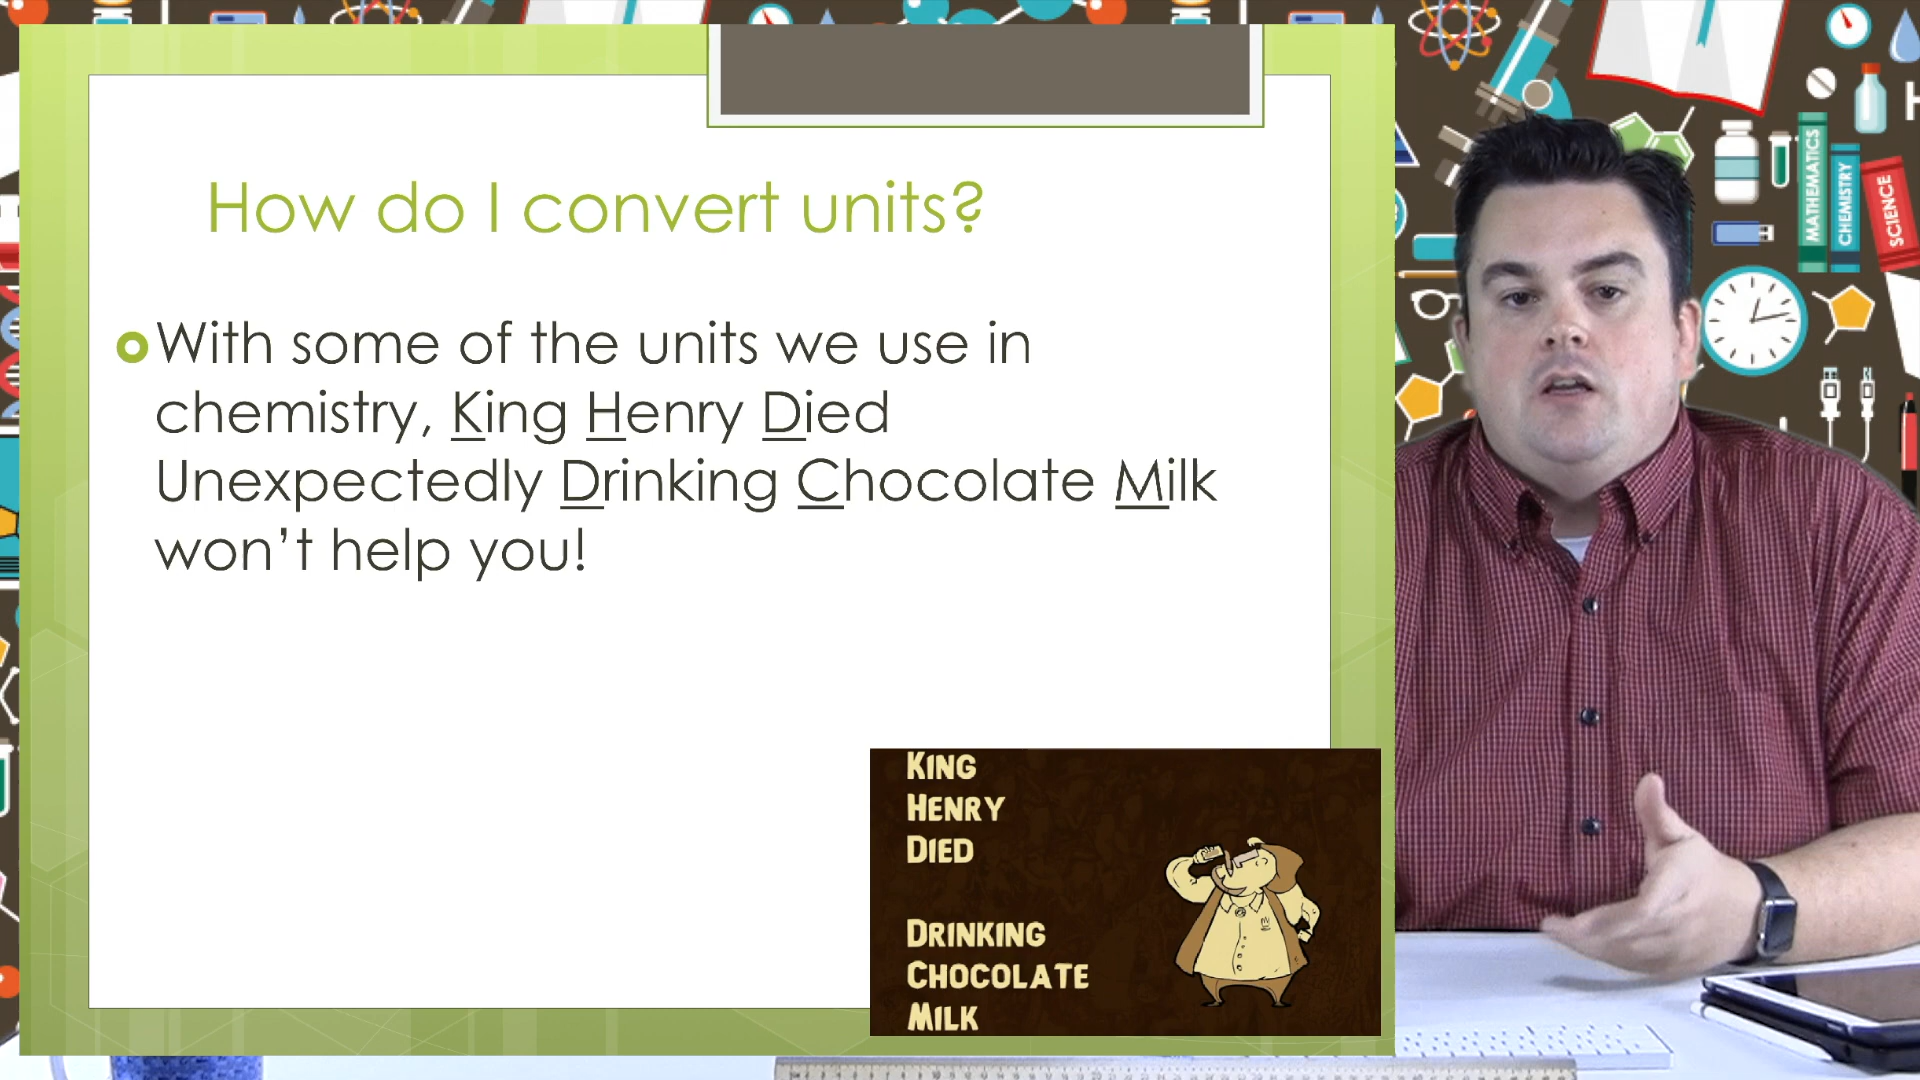 How do I convert units?
With some of the units we use in
chemistry, King Henry Died
Unexpectedly Drinking Chocolate Milk
won't help you!
KING
HENRY
DIED
DRINKING
CHOCOLATE
MILK
MATHEMATICS
CHEMISTRY
SCIENCE
H